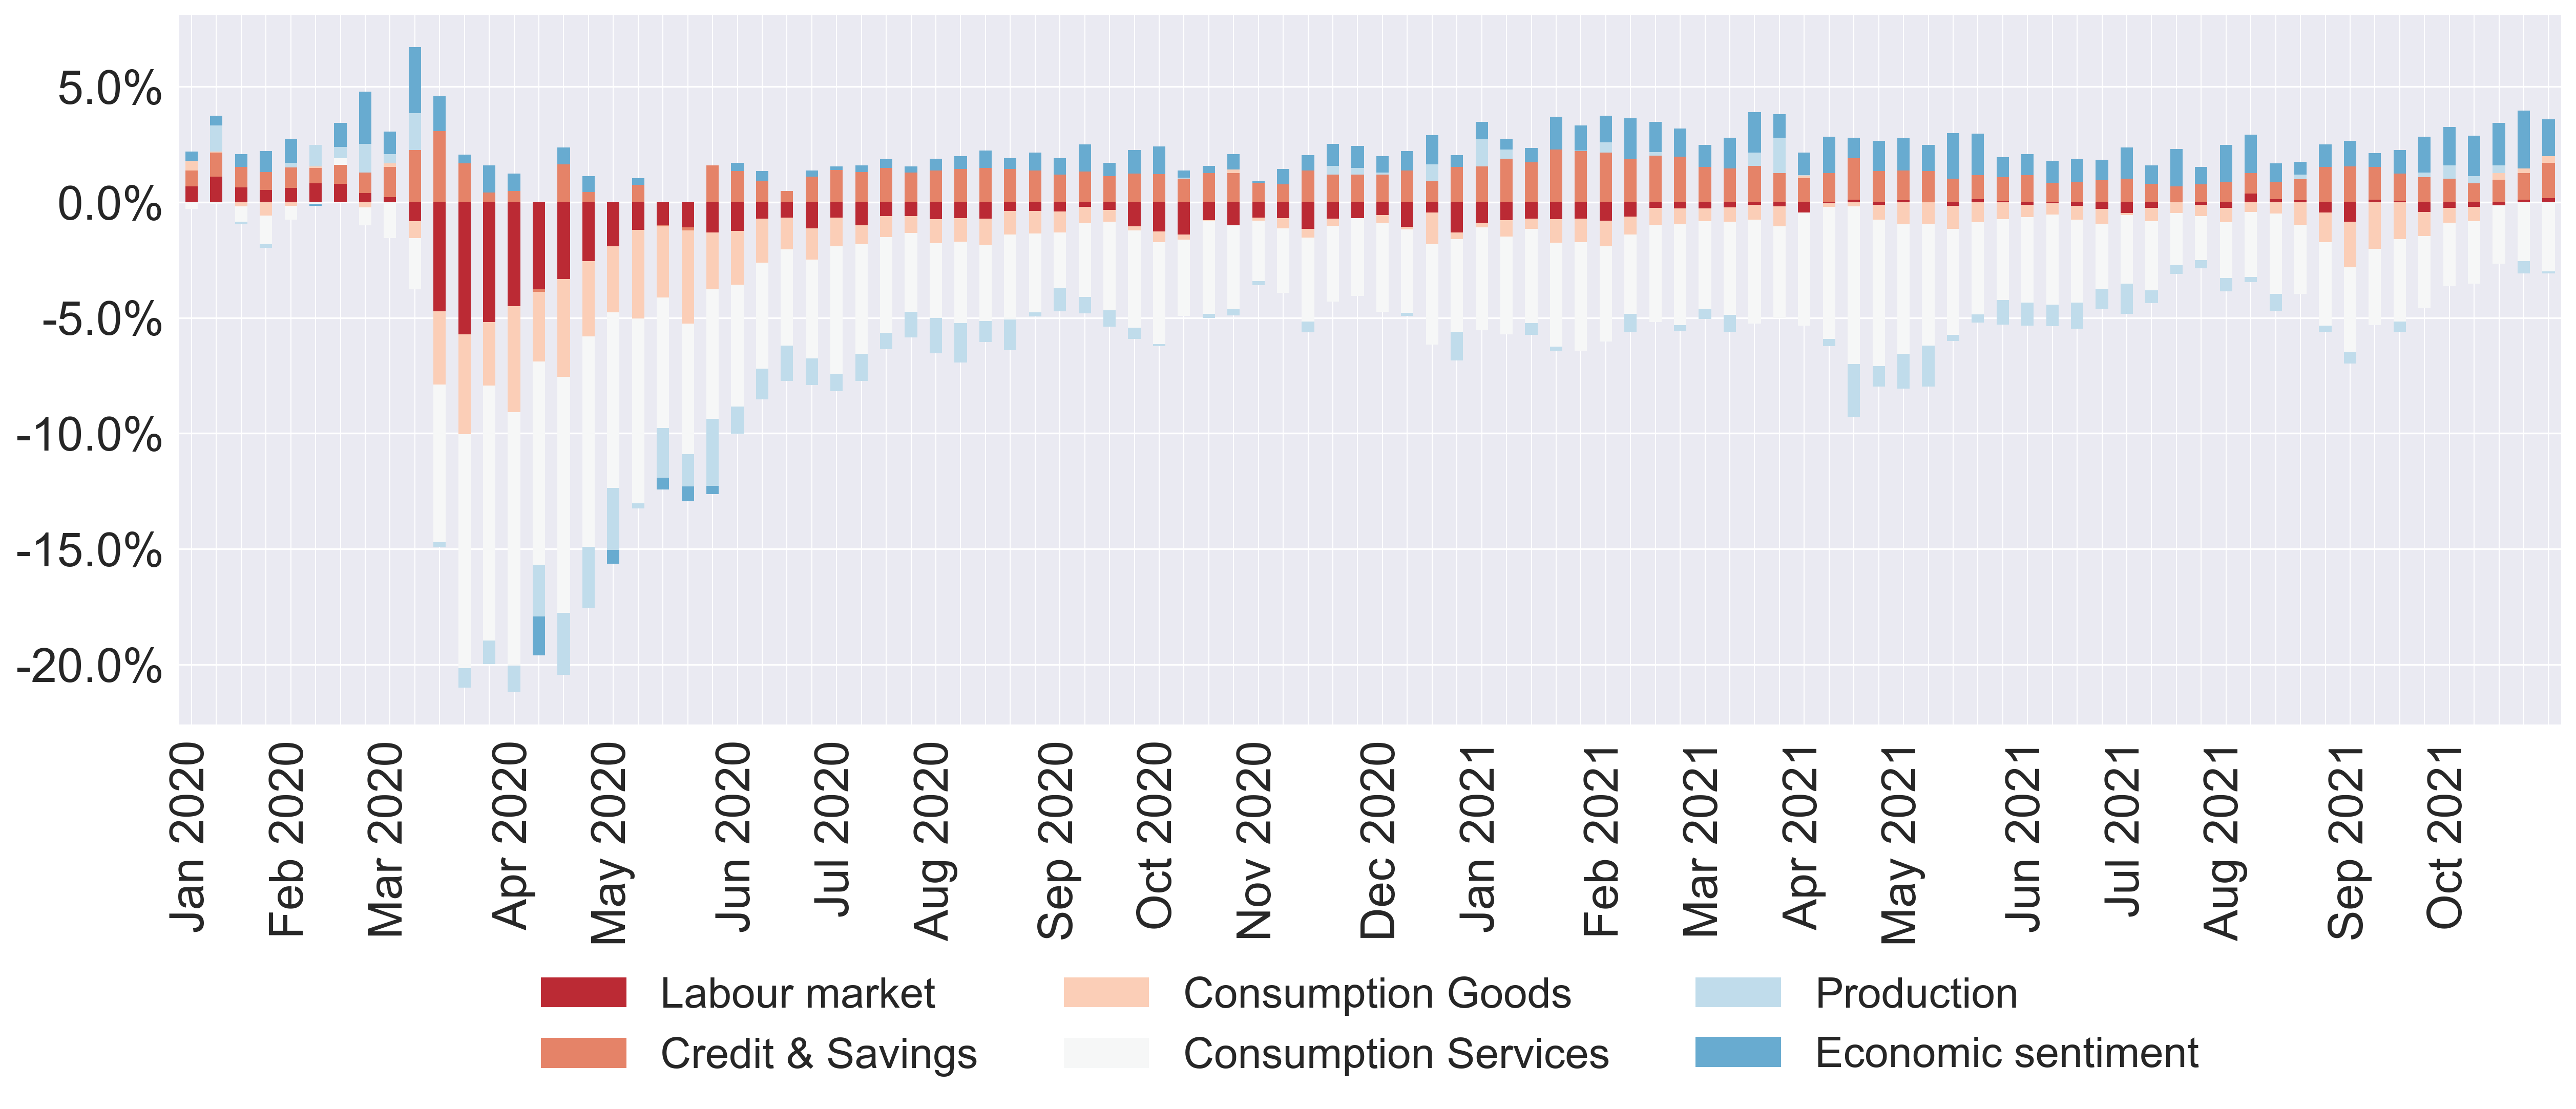 5.0%
0.0%
-5.0%
-10.0%
-15.0%
-20.0%
Jan 2020
Feb 2020
Mar 2020
Apr 2020
May 2020
Jun 2020
Jul 2020
Aug 2020
Sep 2020
Oct 2020
Nov 2020
Dec 2020
Jan 2021
Feb 2021
Mar 2021
Apr 2021
May 2021
Jun 2021
Jul 2021
Aug 2021
Sep 2021
Oct 2021
Labour market
Credit & Savings
Consumption Goods
Consumption Services
Production
Economic sentiment